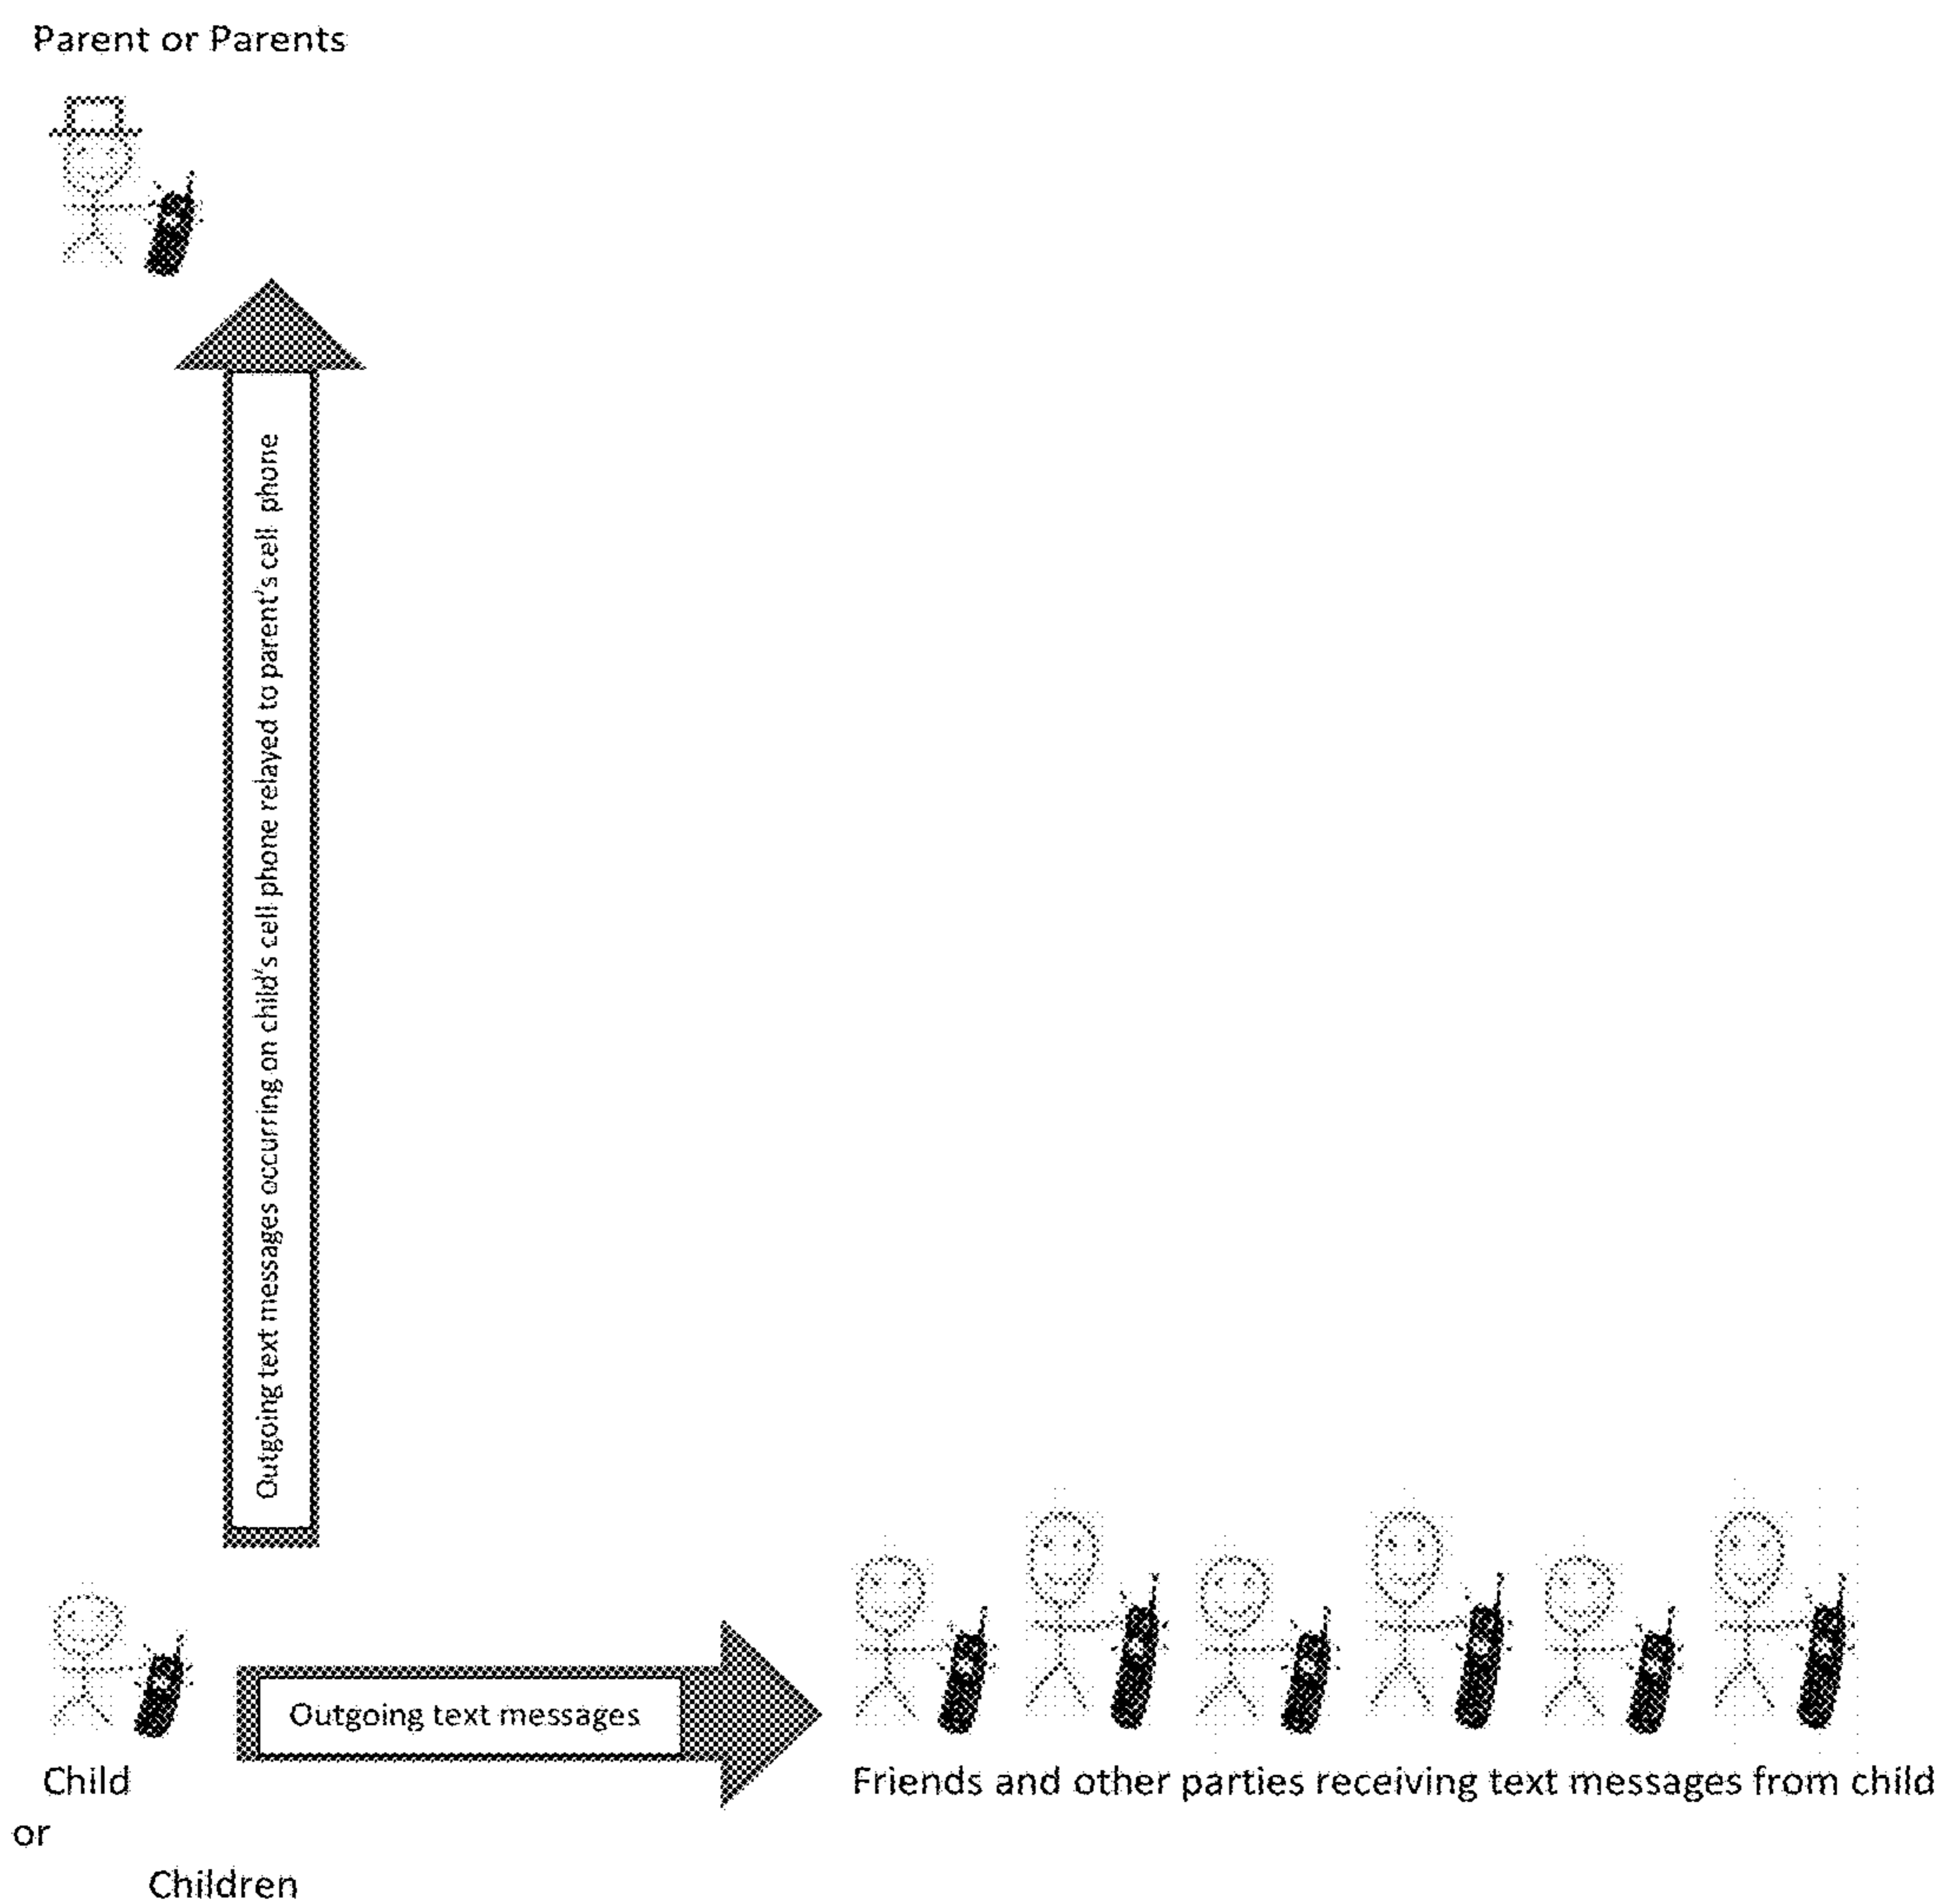 Parent or Parents
Outgoing text messages occurring on child's cell phone relayed to parent's cell phone
Outgoing text messages
Child
or
Children
Friends and other parties receiving text messages from child